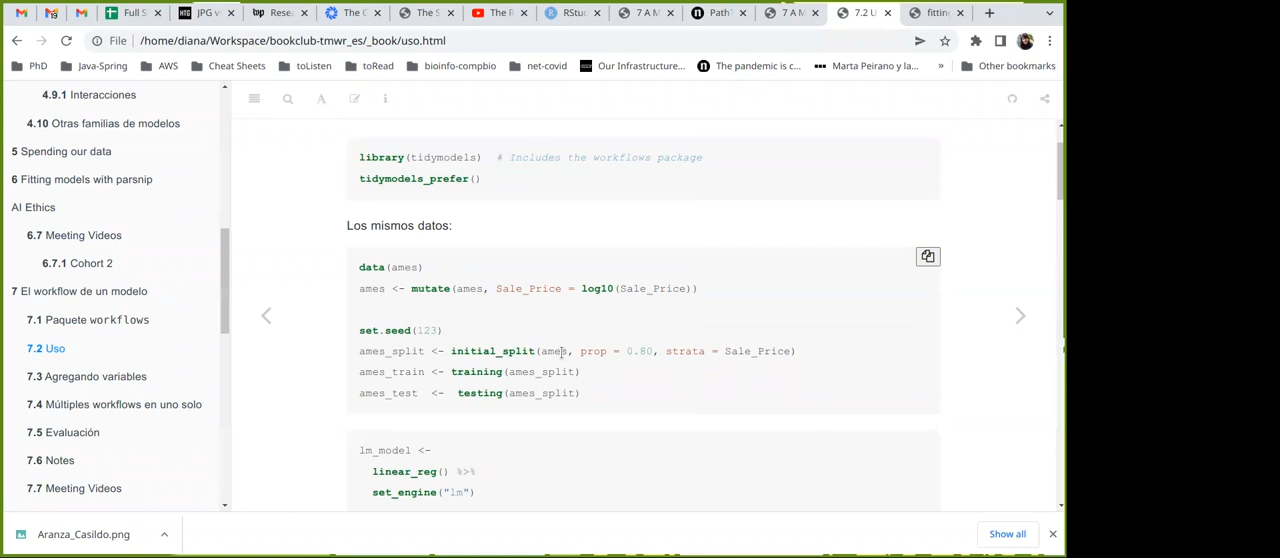 Full S
HTG JPG v
top Resea
The C
The S
The R
RStud
7 A M
PathT
7 A M
7.2 U
fittin
File /home/diana/Workspace/bookclub-tmwr_es/_book/uso.html
PhD Java-Spring AWS Cheat Sheets toListen toRead bioinfo-compbio net-covid Our Infrastructure... The pandemic is c... Marta Peirano y la... » Other bookmarks
4.9.1 Interacciones
4.10 Otras familias de modelos
5 Spending our data
6 Fitting models with parsnip
AI Ethics
6.7 Meeting Videos
6.7.1 Cohort 2
7 El workflow de un modelo
7.1 Paquete workflows
7.2 Uso
7.3 Agregando variables
7.4 Múltiples workflows en uno solo
7.5 Evaluación
7.6 Notes
7.7 Meeting Videos
library(tidymodels) # Includes the workflows package
tidymodels_prefer()
Los mismos datos:
data(ames)
ames <- mutate(ames, Sale_Price = log10(Sale_Price))
set.seed(123)
ames_split <- initial_split(ames, prop = 0.80, strata = Sale_Price)
ames_train <- training(ames_split)
ames_test <- testing(ames_split)
lm_model <-
linear_reg() %>%
set_engine("lm")
Aranza_Casildo.png
Show all